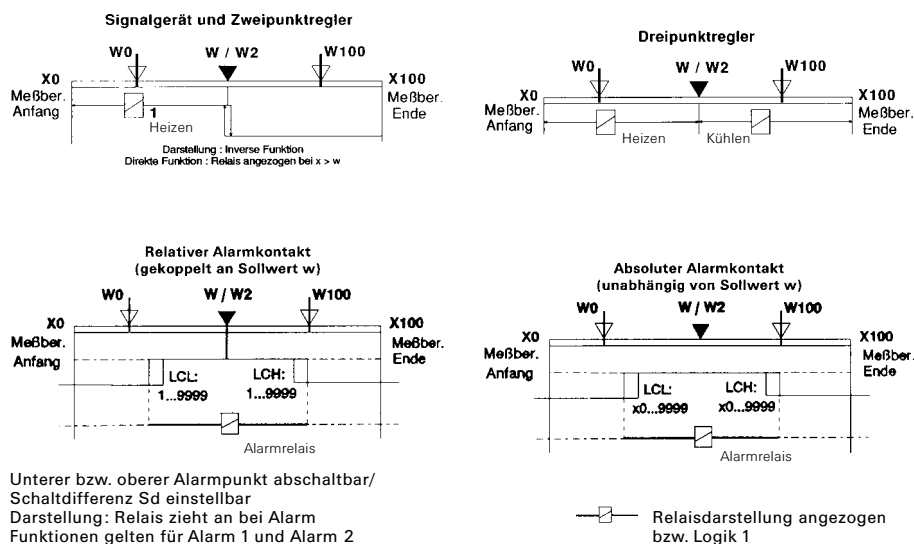 Signalgerät und Zweipunktregler
W0 W / W2 W100
X0 X100
Meßber. Meßber.
Anfang Ende
1
Heizen
Darstellung : Inverse Funktion
Direkte Funktion : Relais angezogen bei x > w
Dreipunktregler
W0 W / W2 W100
X0 X100
Meßber. Meßber.
Anfang Ende
Heizen Kühlen
Relativer Alarmkontakt
(gekoppelt an Sollwert w)
W0 W / W2 W100
X0 X100
Meßber. Meßber.
Anfang Ende
LCL: LCH:
1...9999 1...9999
Alarmrelais
Absoluter Alarmkontakt
(unabhängig von Sollwert w)
W0 W / W2 W100
X0 X100
Meßber. Meßber.
Anfang Ende
LCL: LCH:
x0...9999 x0...9999
Alarmrelais
Unterer bzw. oberer Alarmpunkt abschaltbar/
Schaltdifferenz Sd einstellbar
Darstellung: Relais zieht an bei Alarm
Funktionen gelten für Alarm 1 und Alarm 2
Relaisdarstellung angezogen
bzw. Logik 1